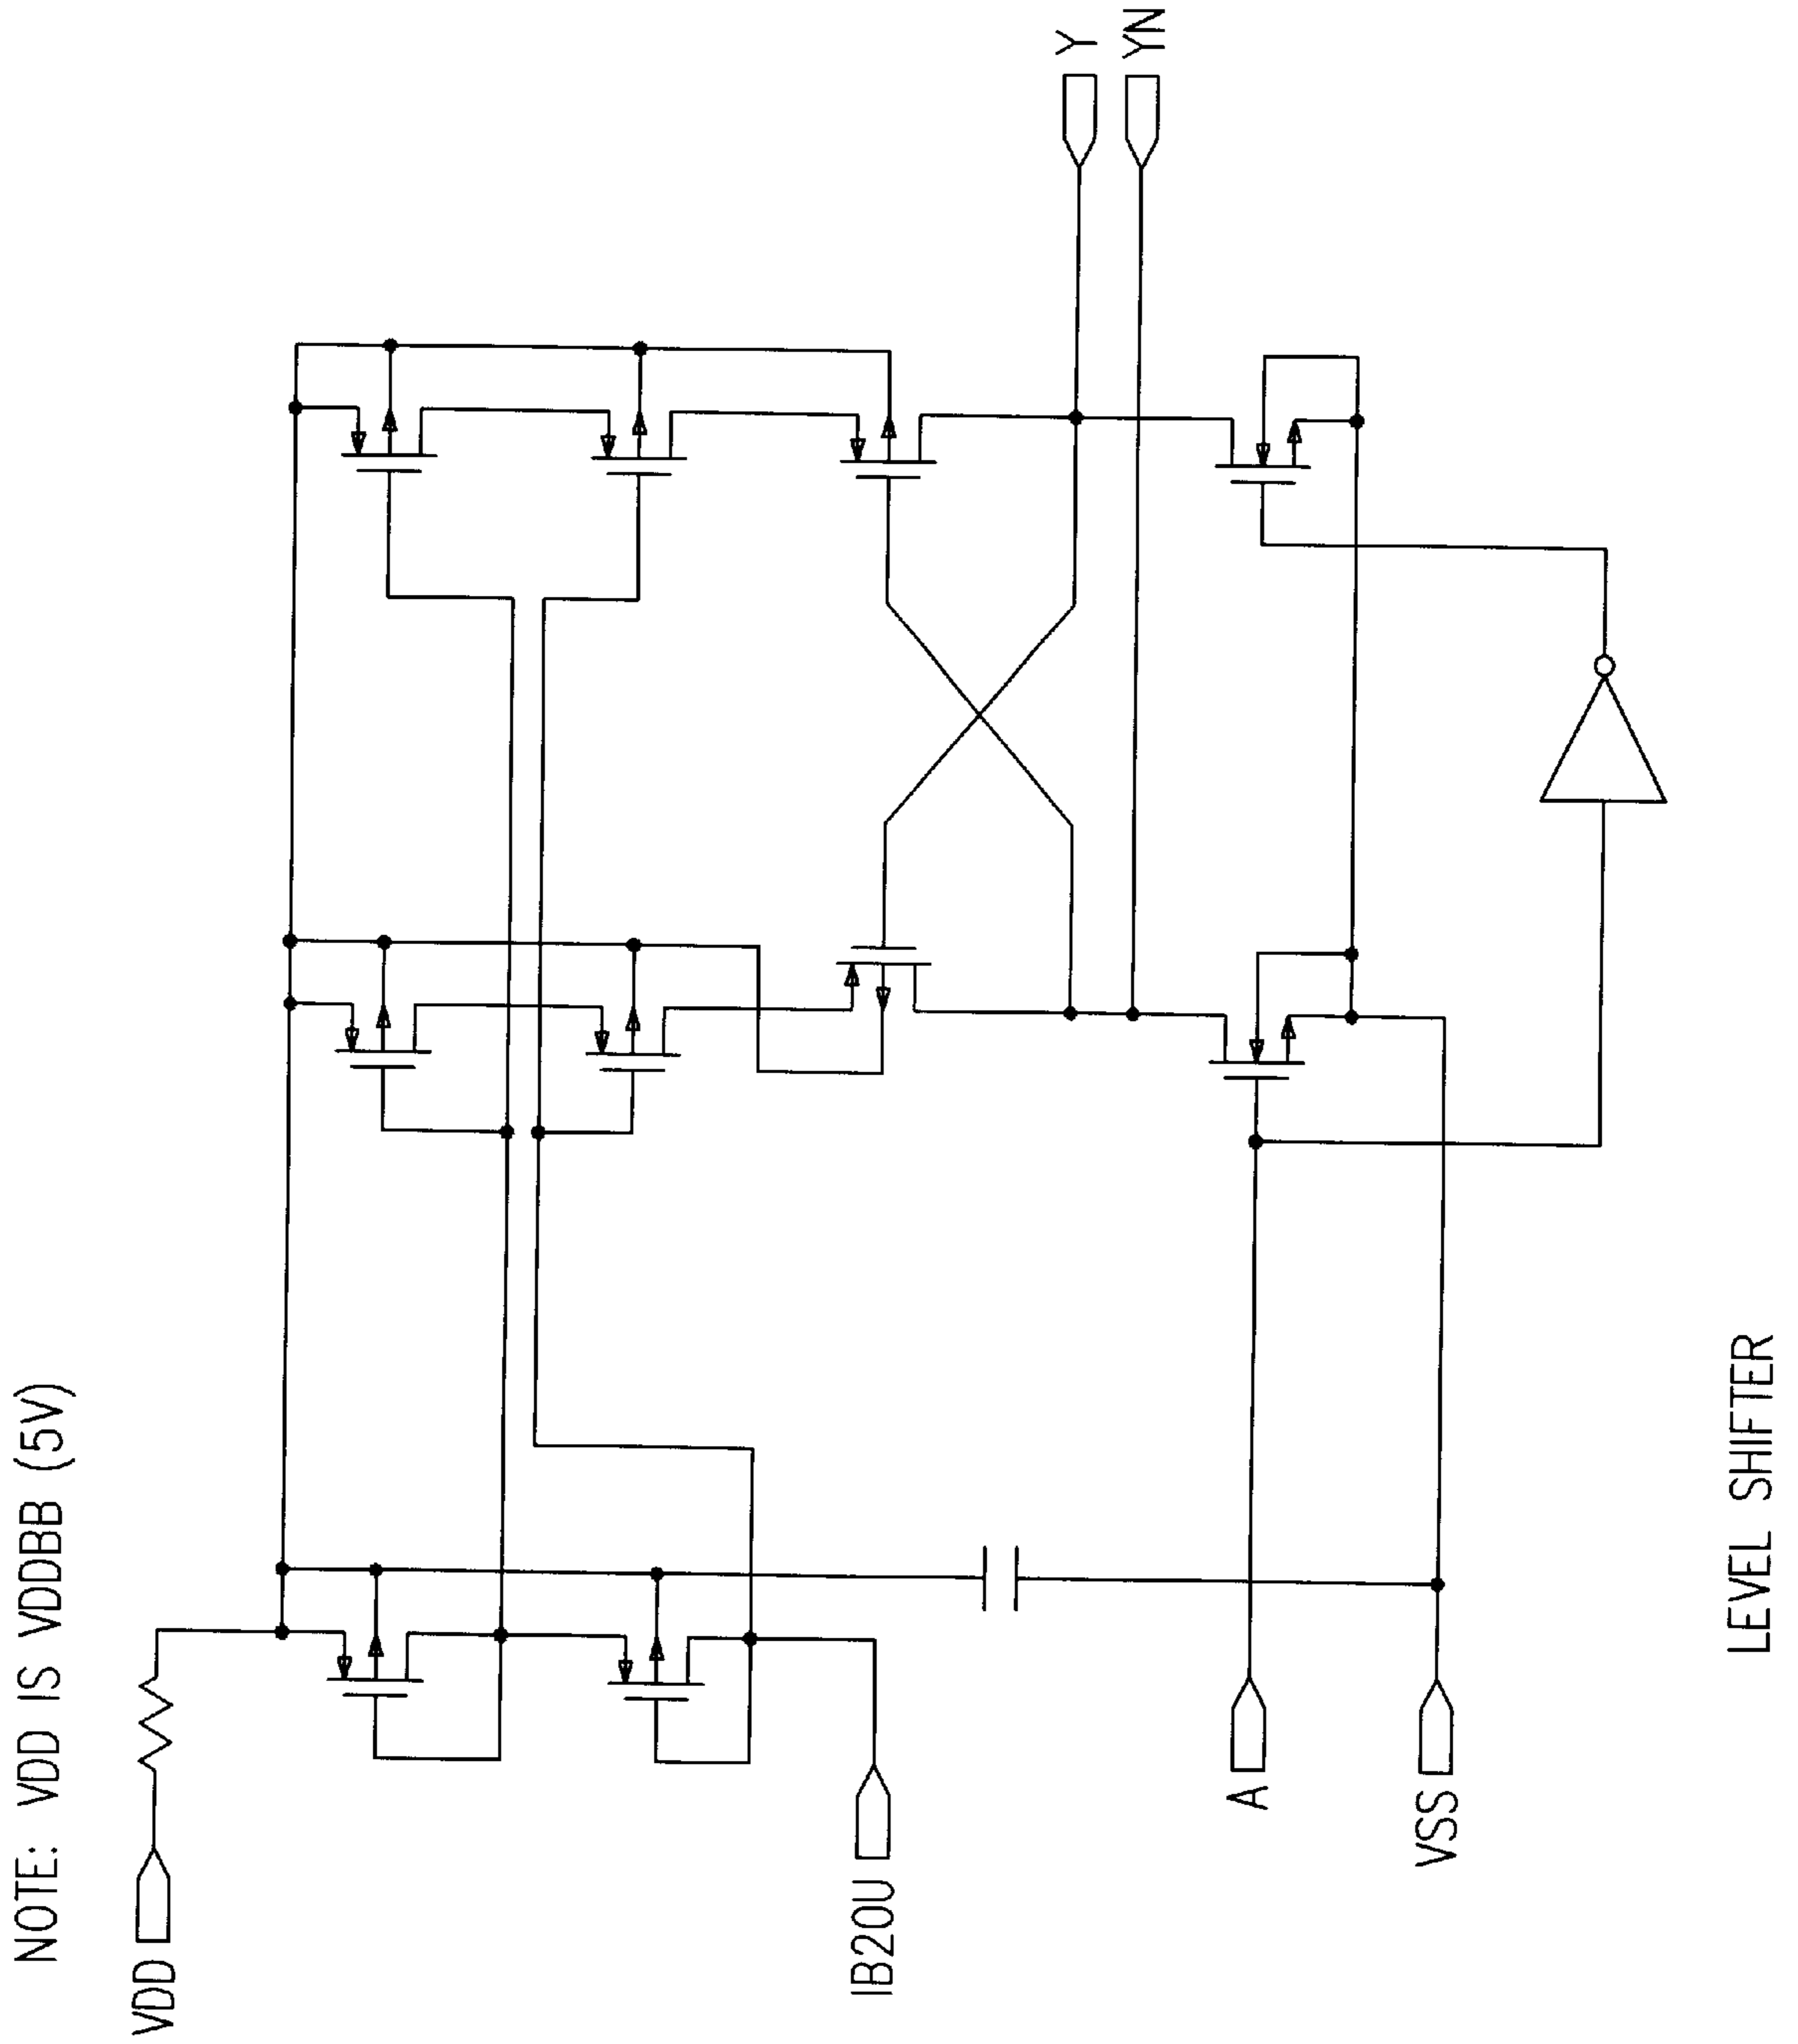 NOTE: VDD IS VDDBB (5V)
VDD
IB20U
A
VSS
Y
YN
LEVEL SHIFTER